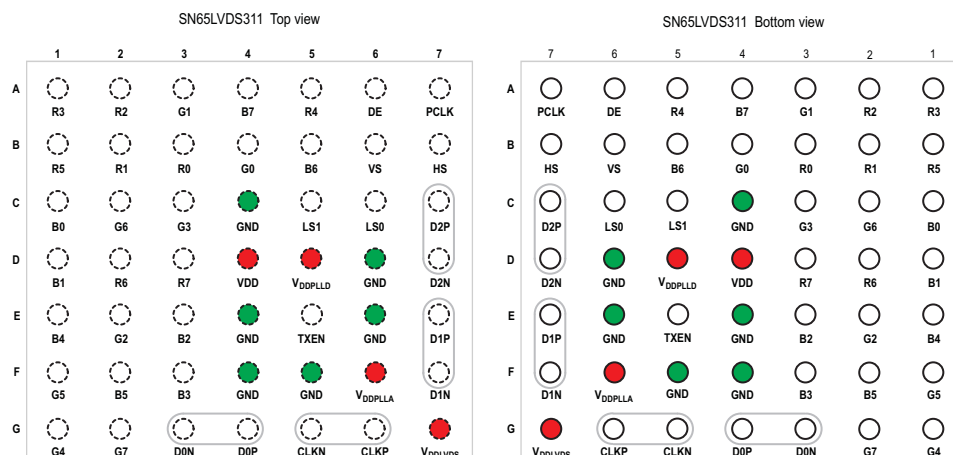 SN65LVDS311 Top view
1 2 3 4 5 6 7
A
R3 R2 G1 B7 R4 DE PCLK
B
R5 R1 R0 G0 B6 VS HS
C
B0 G6 G3 GND LS1 LS0 D2P
D
B1 R6 R7 VDD VDDPLLD GND D2N
E
B4 G2 B2 GND TXEN GND D1P
F
G5 B5 B3 GND GND VDDPLLA D1N
G
G4 G7 D0N D0P CLKN CLKP VDDLVDS
SN65LVDS311 Bottom view
7 6 5 4 3 2 1
A
PCLK DE R4 B7 G1 R2 R3
B
HS VS B6 G0 R0 R1 R5
C
D2P LS0 LS1 GND G3 G6 B0
D
D2N GND VDDPLLD VDD R7 R6 B1
E
D1P GND TXEN GND B2 G2 B4
F
D1N VDDPLLA GND GND B3 B5 G5
G
VDDLVDS CLKP CLKN D0P D0N G7 G4